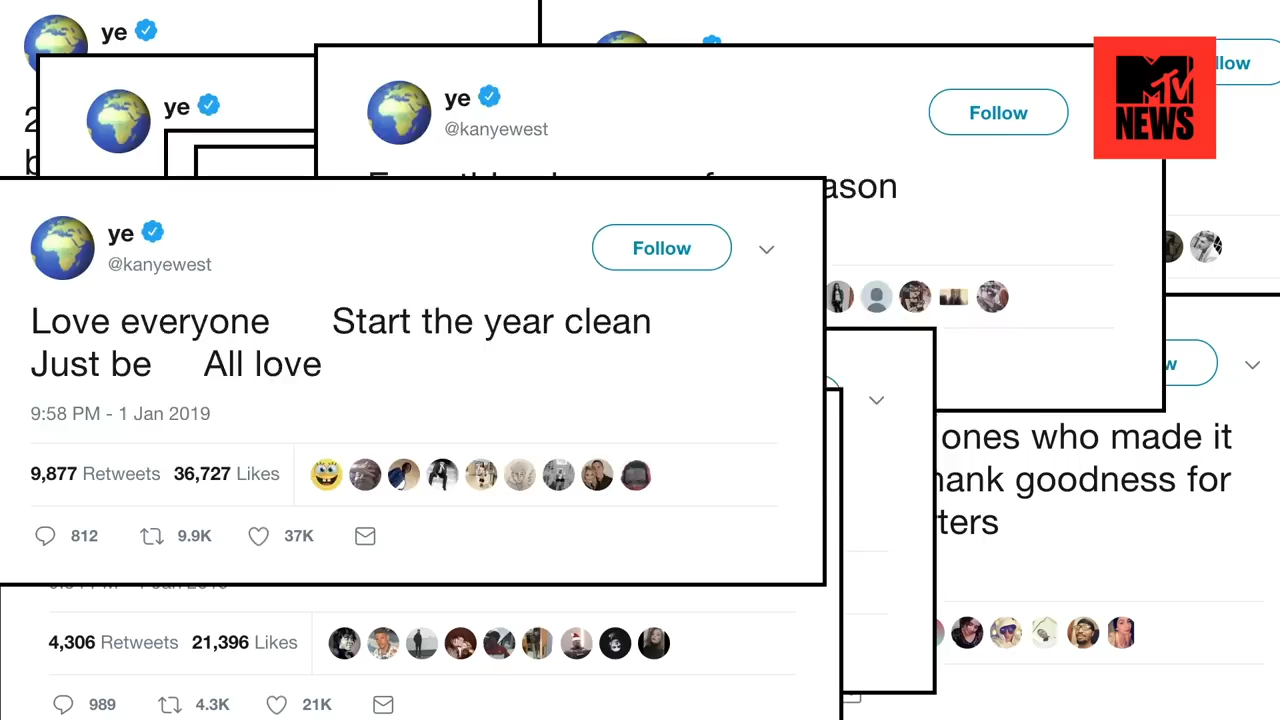 ye
ye
ye
@kanyewest
Follow
MTV
NEWS
llow
ason
ye
@kanyewest
Follow
Love everyone Start the year clean
Just be All love
9:58 PM - 1 Jan 2019
9,877 Retweets 36,727 Likes
812 9.9K 37K
w
ones who made it
hank goodness for
ters
4,306 Retweets 21,396 Likes
989 4.3K 21K